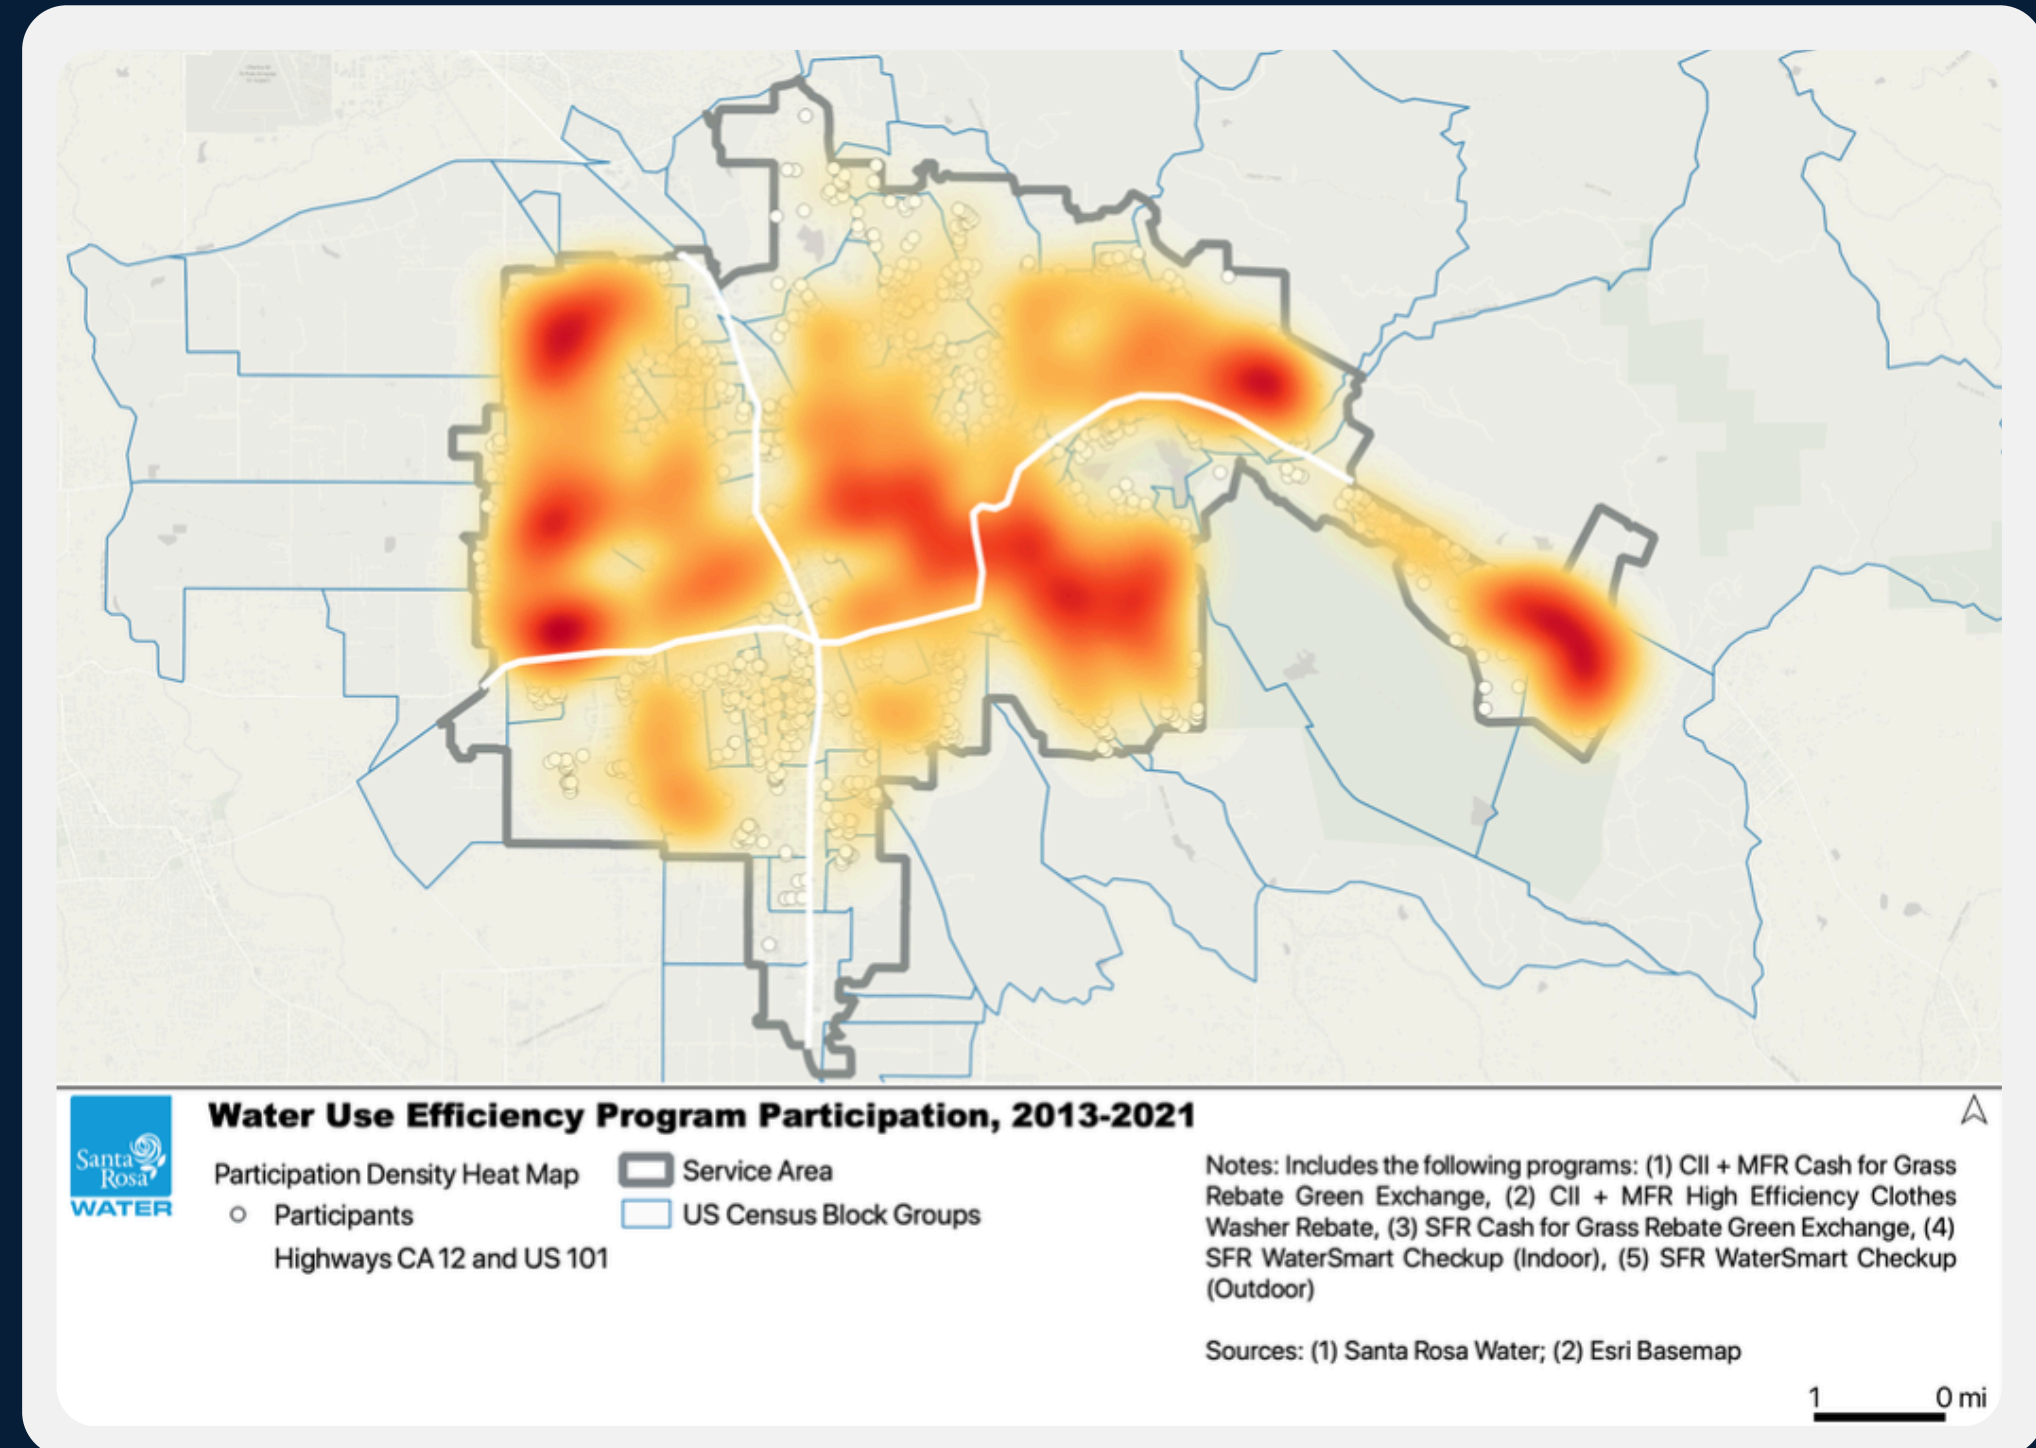 Santa
Rosa
WATER
Water Use Efficiency Program Participation, 2013-2021
Participation Density Heat Map
Participants
Highways CA 12 and US 101
Service Area
US Census Block Groups
Notes: Includes the following programs: (1) CII + MFR Cash for Grass
Rebate Green Exchange, (2) CII + MFR High Efficiency Clothes
Washer Rebate, (3) SFR Cash for Grass Rebate Green Exchange, (4)
SFR WaterSmart Checkup (Indoor), (5) SFR WaterSmart Checkup
(Outdoor)
Sources: (1) Santa Rosa Water; (2) Esri Basemap
1 0 mi